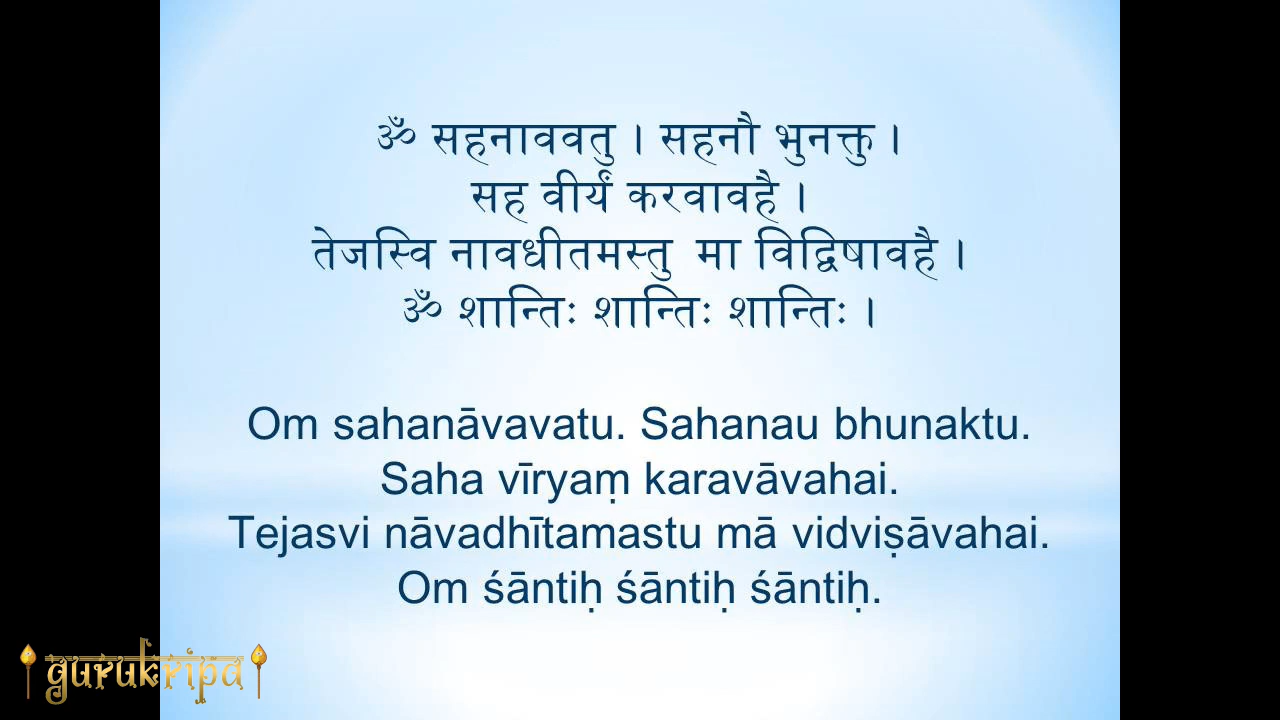 ॐ सहनाववतु । सहनौ भुनक्तु ।
सह वीर्यं करवावहै ।
तेजस्वि नावधीतमस्तु मा विद्विषावहै ।
ॐ शान्तिः शान्तिः शान्तिः ।
Om sahanāvavatu. Sahanau bhunaktu.
Saha vīryaṃ karavāvahai.
Tejasvi nāvadhītamastu mā vidviṣāvahai.
Om śāntiḥ śāntiḥ śāntiḥ.
gurukripa